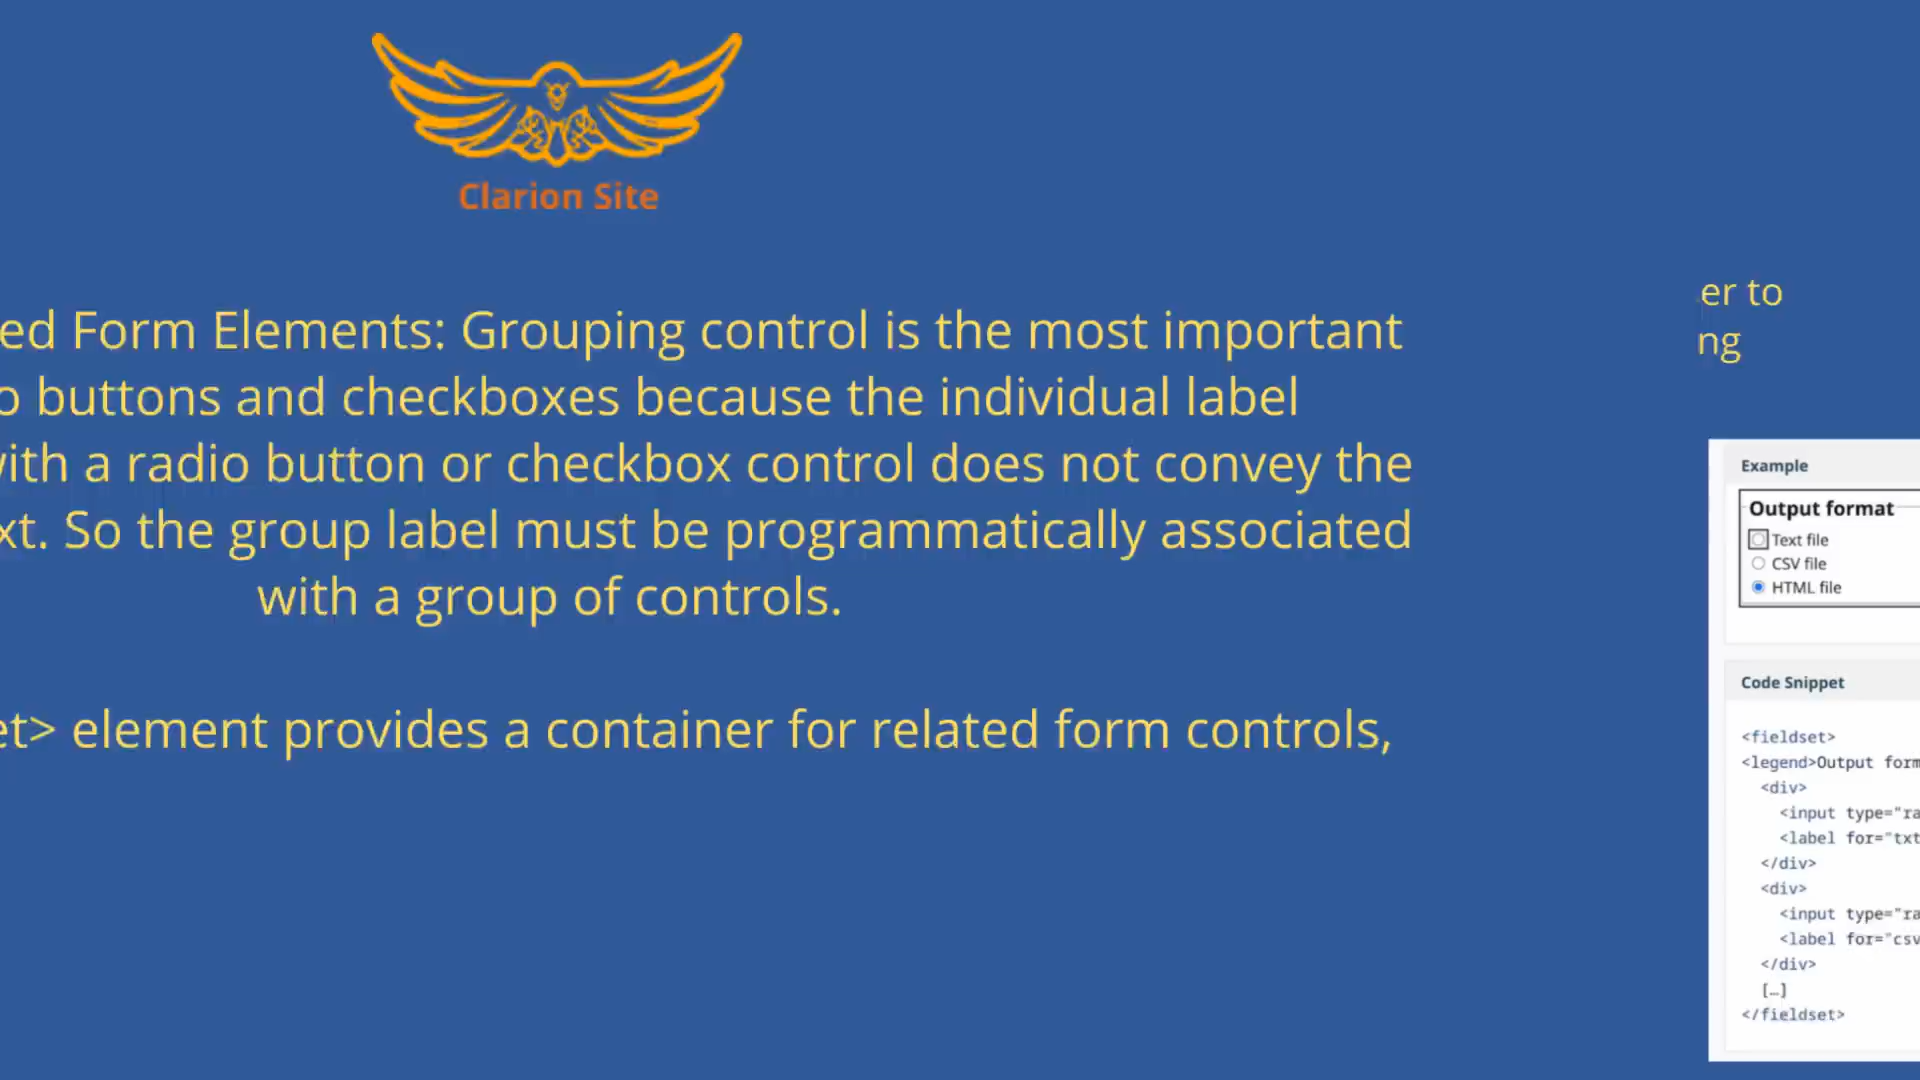 Clarion Site
ed Form Elements: Grouping control is the most important
o buttons and checkboxes because the individual label
with a radio button or checkbox control does not convey the
xt. So the group label must be programmatically associated
with a group of controls.
et> element provides a container for related form controls,
er to
ng
Example
Output format
Text file
CSV file
HTML file
Code Snippet
<fieldset>
<legend>Output form
<div>
<input type="ra
<label for="txt
</div>
<div>
<input type="ra
<label for="csv
</div>
[…]
</fieldset>